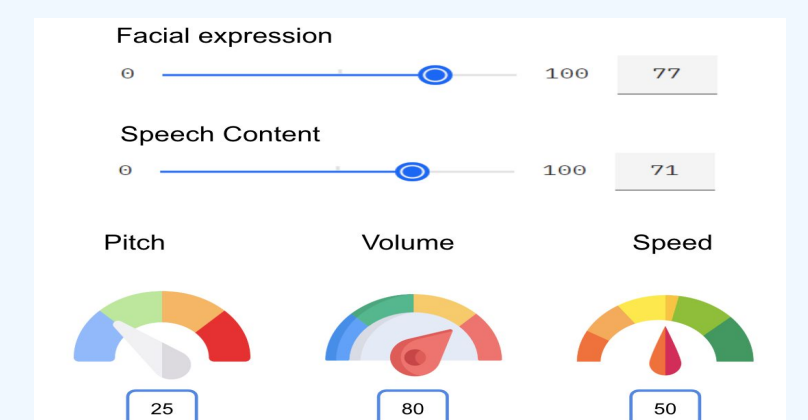 Facial expression
0 100 77
Speech Content
0 100 71
Pitch Volume Speed
25 80 50